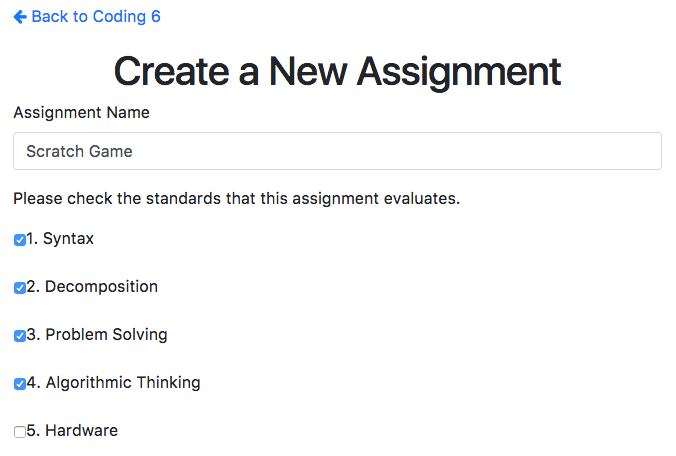 Back to Coding 6
Create a New Assignment
Assignment Name
Scratch Game
Please check the standards that this assignment evaluates.
1. Syntax
2. Decomposition
3. Problem Solving
4. Algorithmic Thinking
5. Hardware